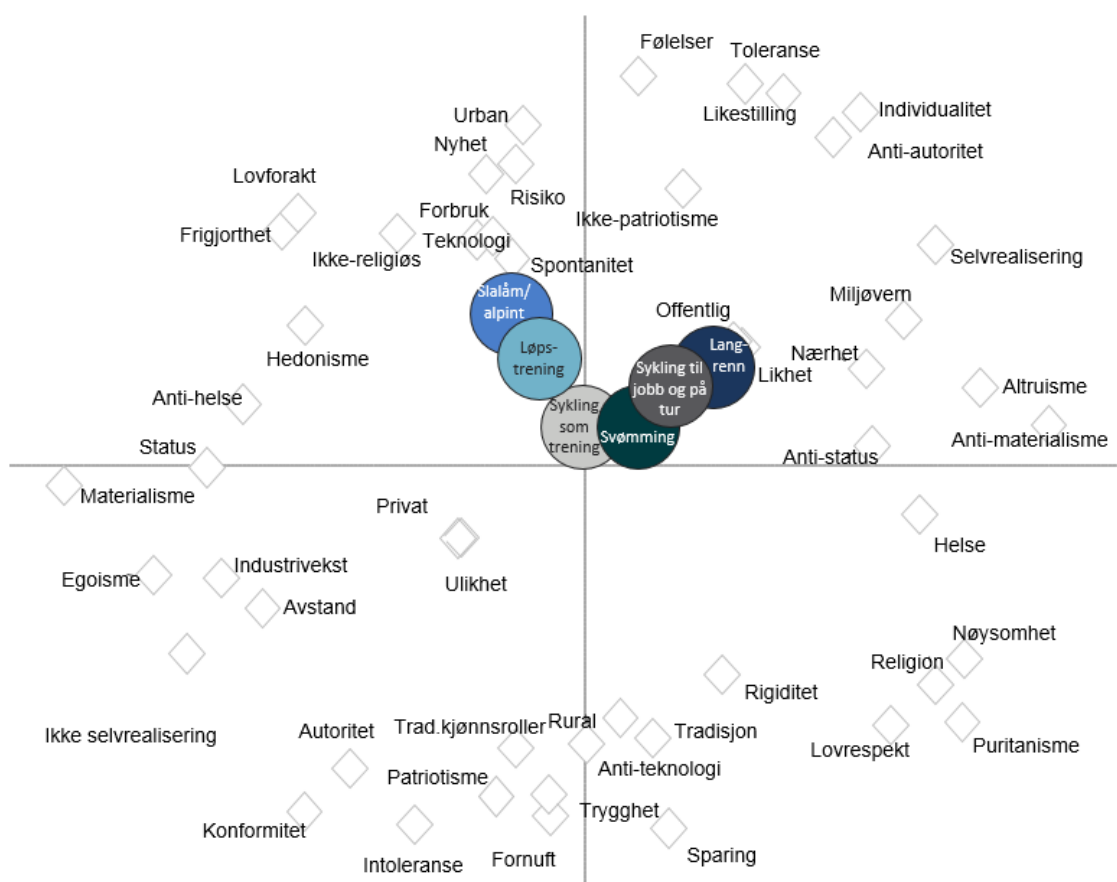 Følelser
Toleranse
Urban
Likestilling
Individualitet
Nyhet
Anti-autoritet
Lovforakt
Risiko
Forbruk
Ikke-patriotisme
Frigjorthet
Teknologi
Ikke-religiøs
Spontanitet
Selvrealisering
Slalåm/
alpint
Miljøvern
Offentlig
Hedonisme
Løps-
trening
Lang-
renn
Nærhet
Likhet
Sykling til
jobb og på
tur
Altruisme
Anti-helse
Sykling
som
trening
Svømming
Anti-materialisme
Status
Anti-status
Materialisme
Privat
Helse
Egoisme
Industrivekst
Ulikhet
Avstand
Nøysomhet
Religion
Rigiditet
Ikke selvrealisering
Autoritet
Trad.kjønnsroller
Rural
Tradisjon
Lovrespekt
Puritanisme
Patriotisme
Anti-teknologi
Konformitet
Trygghet
Intoleranse
Fornuft
Sparing